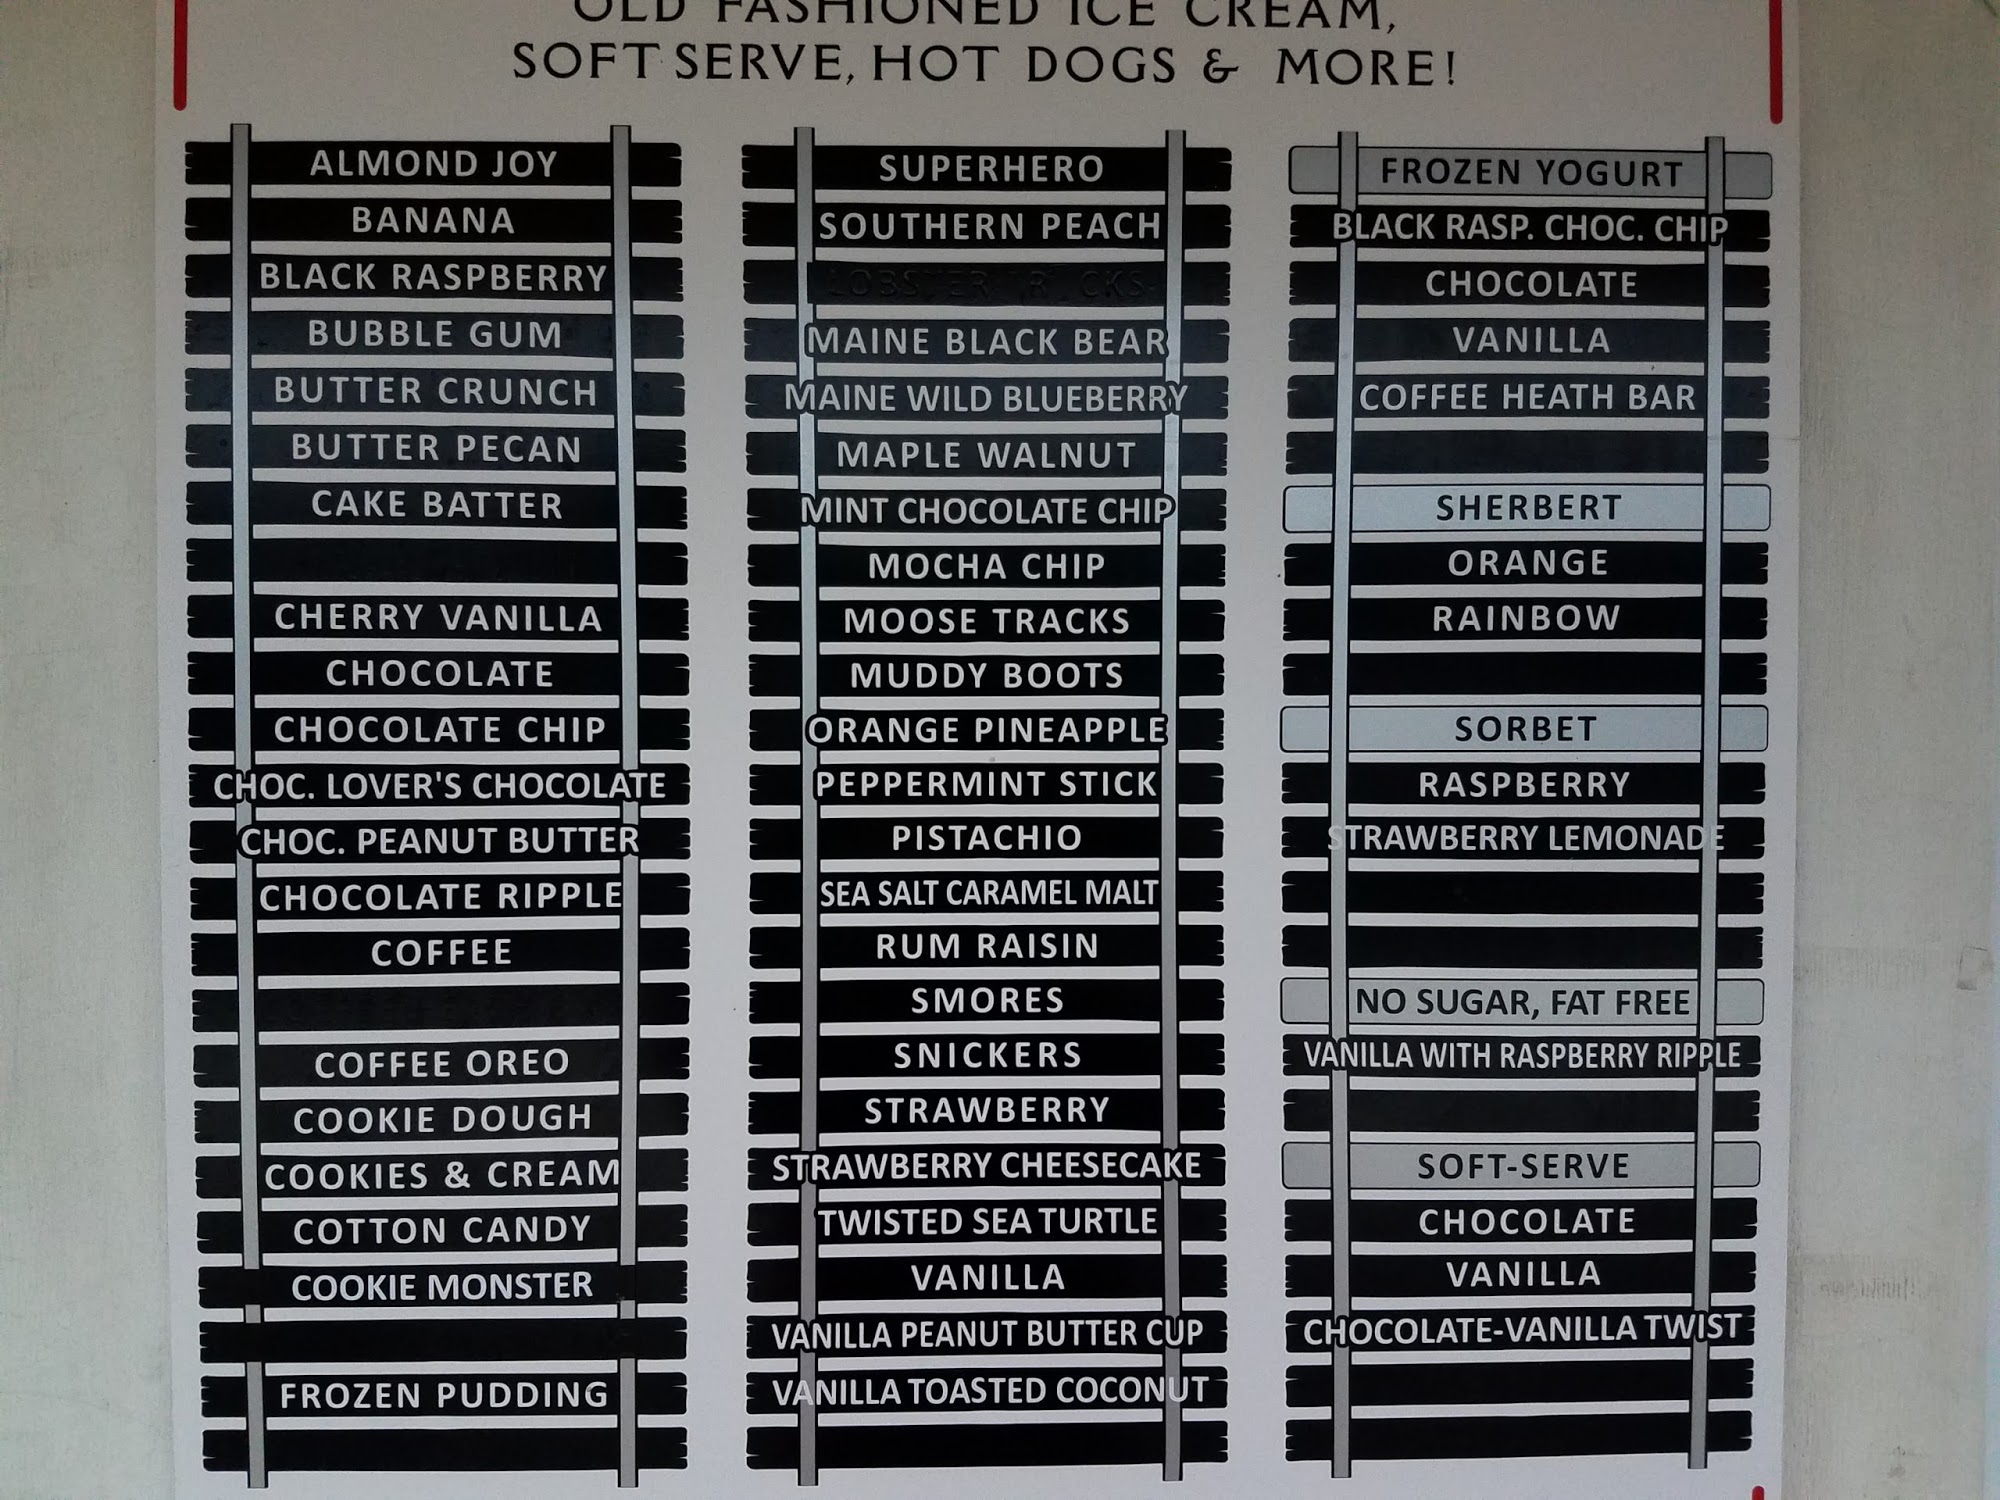 OLD FASHIONED ICE CREAM,
SOFT SERVE, HOT DOGS & MORE!
ALMOND JOY
BANANA
BLACK RASPBERRY
BUBBLE GUM
BUTTER CRUNCH
BUTTER PECAN
CAKE BATTER
CHERRY VANILLA
CHOCOLATE
CHOCOLATE CHIP
CHOC. LOVER'S CHOCOLATE
CHOC. PEANUT BUTTER
CHOCOLATE RIPPLE
COFFEE
COFFEE OREO
COOKIE DOUGH
COOKIES & CREAM
COTTON CANDY
COOKIE MONSTER
FROZEN PUDDING
SUPERHERO
SOUTHERN PEACH
LOBSTER TRICKS
MAINE BLACK BEAR
MAINE WILD BLUEBERRY
MAPLE WALNUT
MINT CHOCOLATE CHIP
MOCHA CHIP
MOOSE TRACKS
MUDDY BOOTS
ORANGE PINEAPPLE
PEPPERMINT STICK
PISTACHIO
SEA SALT CARAMEL MALT
RUM RAISIN
SMORES
SNICKERS
STRAWBERRY
STRAWBERRY CHEESECAKE
TWISTED SEA TURTLE
VANILLA
VANILLA PEANUT BUTTER CUP
VANILLA TOASTED COCONUT
FROZEN YOGURT
BLACK RASP. CHOC. CHIP
CHOCOLATE
VANILLA
COFFEE HEATH BAR
SHERBERT
ORANGE
RAINBOW
SORBET
RASPBERRY
STRAWBERRY LEMONADE
NO SUGAR, FAT FREE
VANILLA WITH RASPBERRY RIPPLE
SOFT-SERVE
CHOCOLATE
VANILLA
CHOCOLATE-VANILLA TWIST